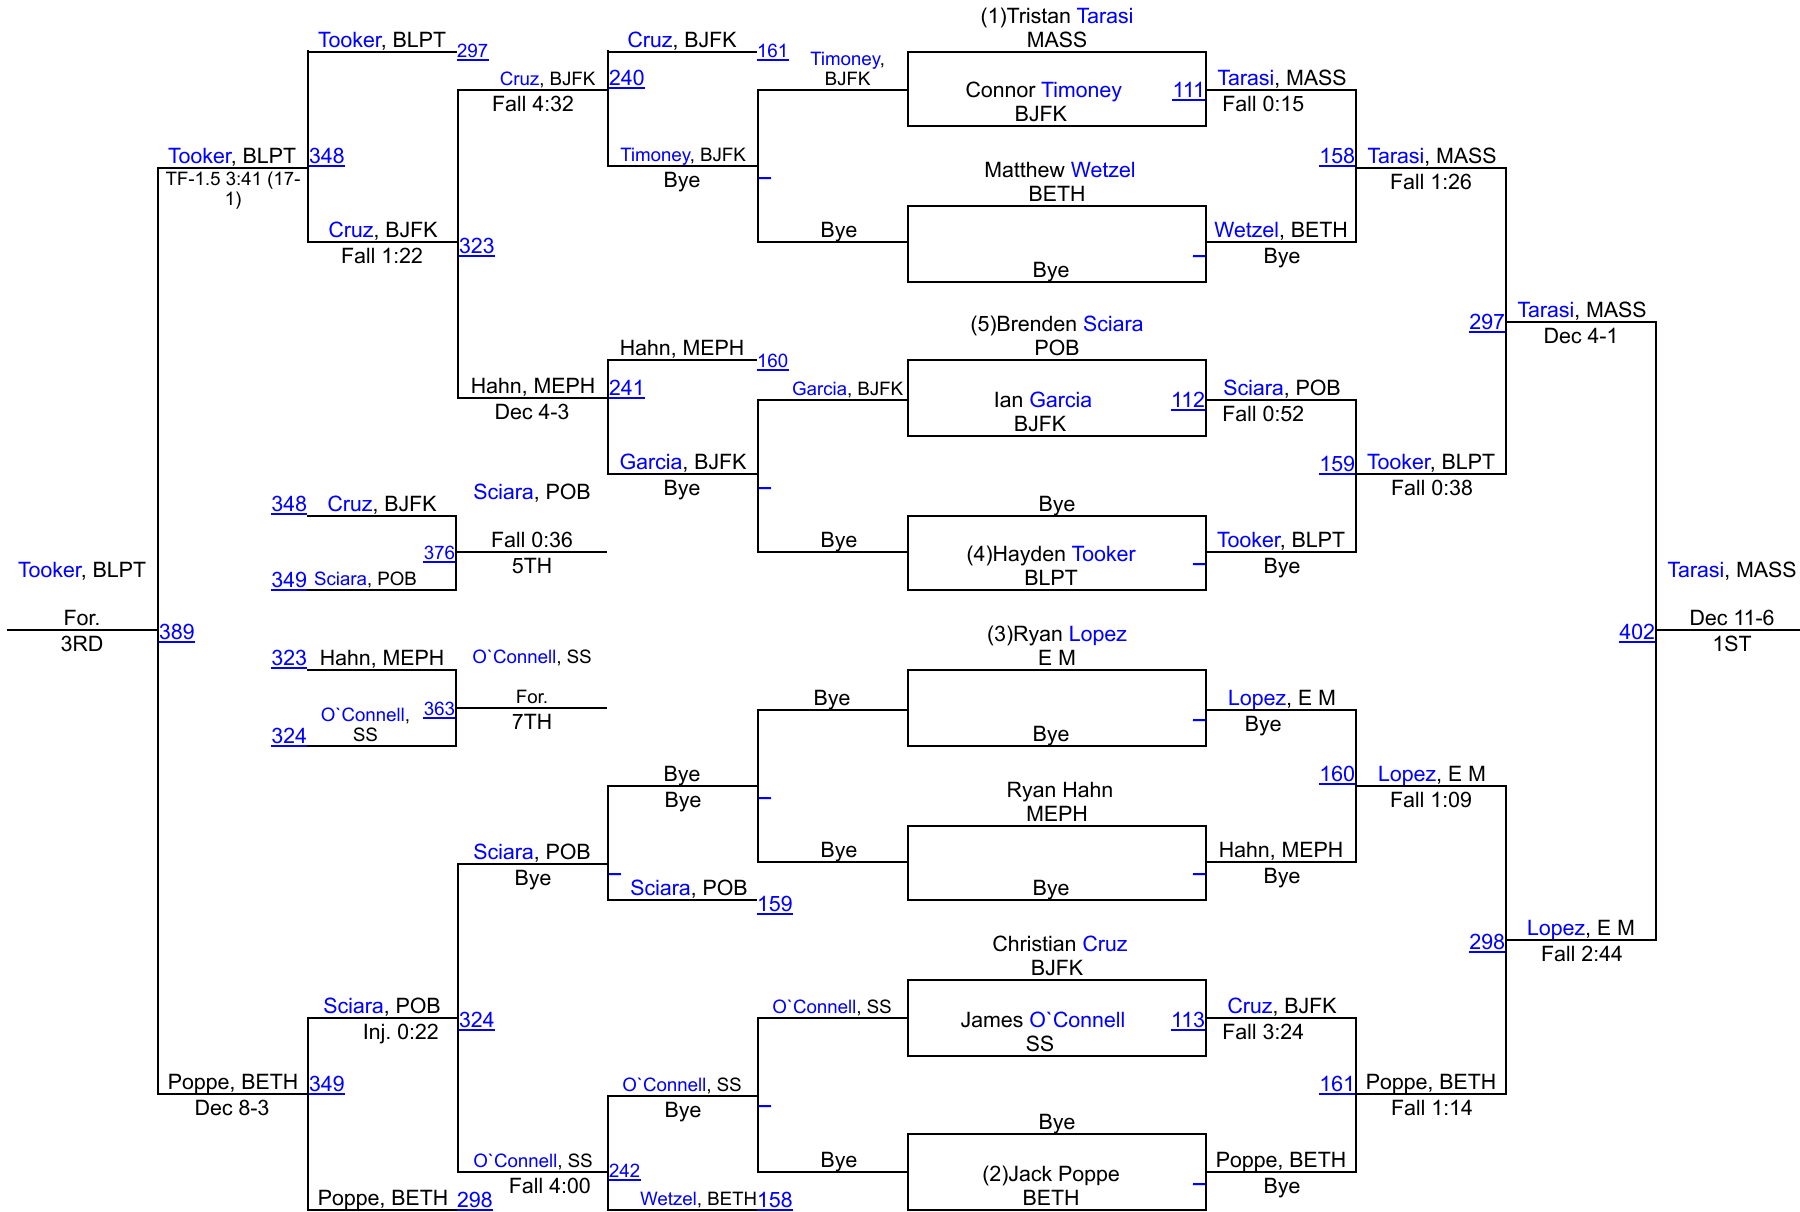 (1)Tristan Tarasi
MASS
Tooker, BLPT
297
Cruz, BJFK
161
Timoney,
BJFK
Cruz, BJFK
240
Fall 4:32
Connor Timoney
BJFK
111
Tarasi, MASS
Fall 0:15
Tooker, BLPT
348
TF-1.5 3:41 (17-
1)
Timoney, BJFK
Bye
Matthew Wetzel
BETH
158
Tarasi, MASS
Fall 1:26
Cruz, BJFK
Fall 1:22
323
Bye
Bye
Wetzel, BETH
Bye
(5)Brenden Sciara
POB
297
Tarasi, MASS
Dec 4-1
Hahn, MEPH
160
Hahn, MEPH
Dec 4-3
241
Garcia, BJFK
Ian Garcia
BJFK
112
Sciara, POB
Fall 0:52
Garcia, BJFK
Bye
159
Tooker, BLPT
Fall 0:38
348
Cruz, BJFK
Sciara, POB
Bye
376
Fall 0:36
5TH
349
Sciara, POB
Bye
(4)Hayden Tooker
BLPT
Tooker, BLPT
Bye
Tooker, BLPT
For.
3RD
389
Tarasi, MASS
402
Dec 11-6
1ST
(3)Ryan Lopez
E M
323
Hahn, MEPH
O`Connell, SS
363
For.
7TH
O`Connell,
SS
324
Bye
Bye
Lopez, E M
Bye
Bye
Bye
Ryan Hahn
MEPH
160
Lopez, E M
Fall 1:09
Sciara, POB
Bye
Bye
Bye
Hahn, MEPH
Bye
Sciara, POB
159
Christian Cruz
BJFK
298
Lopez, E M
Fall 2:44
Sciara, POB
Inj. 0:22
324
O`Connell, SS
James O`Connell
SS
113
Cruz, BJFK
Fall 3:24
Poppe, BETH
Dec 8-3
349
O`Connell, SS
Bye
161
Poppe, BETH
Fall 1:14
Bye
O`Connell, SS
Fall 4:00
242
Bye
(2)Jack Poppe
BETH
Poppe, BETH
Bye
Poppe, BETH
298
Wetzel, BETH
158